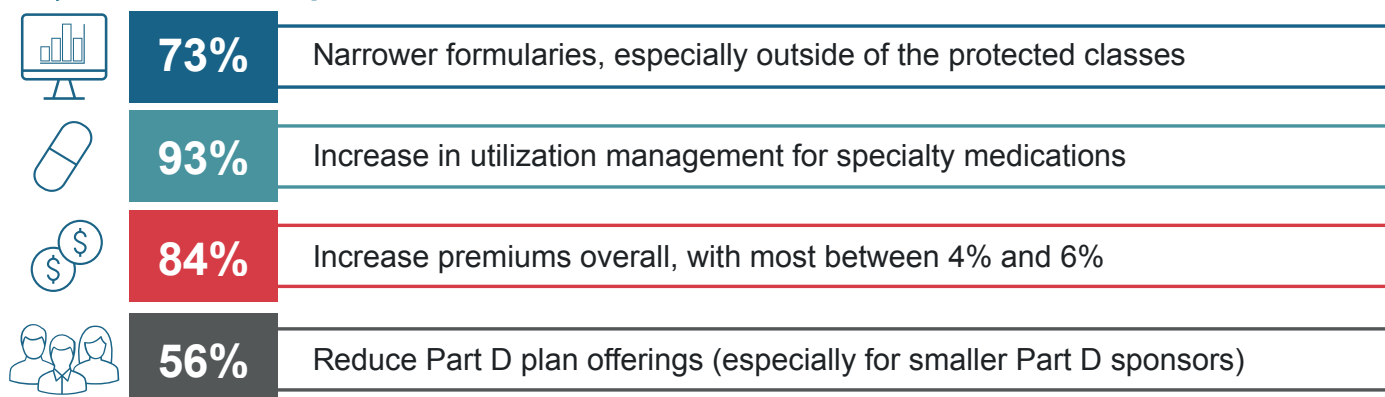 73%
Narrower formularies, especially outside of the protected classes
93%
Increase in utilization management for specialty medications
$
$
84%
Increase premiums overall, with most between 4% and 6%
56%
Reduce Part D plan offerings (especially for smaller Part D sponsors)